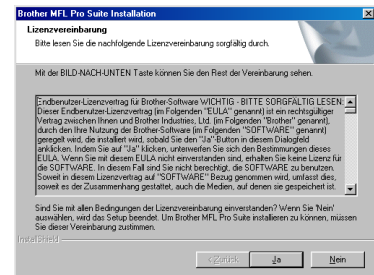 Brother MFL Pro Suite Installation
Lizenzvereinbarung
Bitte lesen Sie die nachfolgende Lizenzvereinbarung sorgfältig durch.
Mit der BILD-NACH-UNTEN Taste können Sie den Rest der Vereinbarung sehen.
Endbenutzer-Lizenzvertrag für Brother-Software WICHTIG - BITTE SORGFÄLTIG LESEN:
Dieser Endbenutzer-Lizenzvertrag (im Folgenden "EULA" genannt) ist ein rechtsgültiger
Vertrag zwischen Ihnen und Brother Industries, Ltd. (im Folgenden "Brother" genannt),
durch den Ihre Nutzung der Brother-Software (im Folgenden "SOFTWARE" genannt)
geregelt wird, die installiert wird, sobald Sie den "Ja"-Button in diesem Dialogfeld
anklicken. Indem Sie auf "Ja" klicken, unterwerfen Sie sich den Bestimmungen dieses
EULA. Wenn Sie mit diesem EULA nicht einverstanden sind, erhalten Sie keine Lizenz für
die SOFTWARE. In diesem Fall sind Sie nicht berechtigt, die SOFTWARE zu benutzen.
Soweit in diesem Lizenzvertrag auf "SOFTWARE" Bezug genommen wird, umfasst dies,
soweit es der Zusammenhang gestattet, auch die Medien, auf denen sie gespeichert ist.
Sind Sie mit allen Bedingungen der Lizenzvereinbarung einverstanden? Wenn Sie 'Nein'
auswählen, wird das Setup beendet. Um Brother MFL Pro Suite installieren zu können, müssen
Sie dieser Vereinbarung zustimmen.
InstallShield
< Zurück Ja Nein